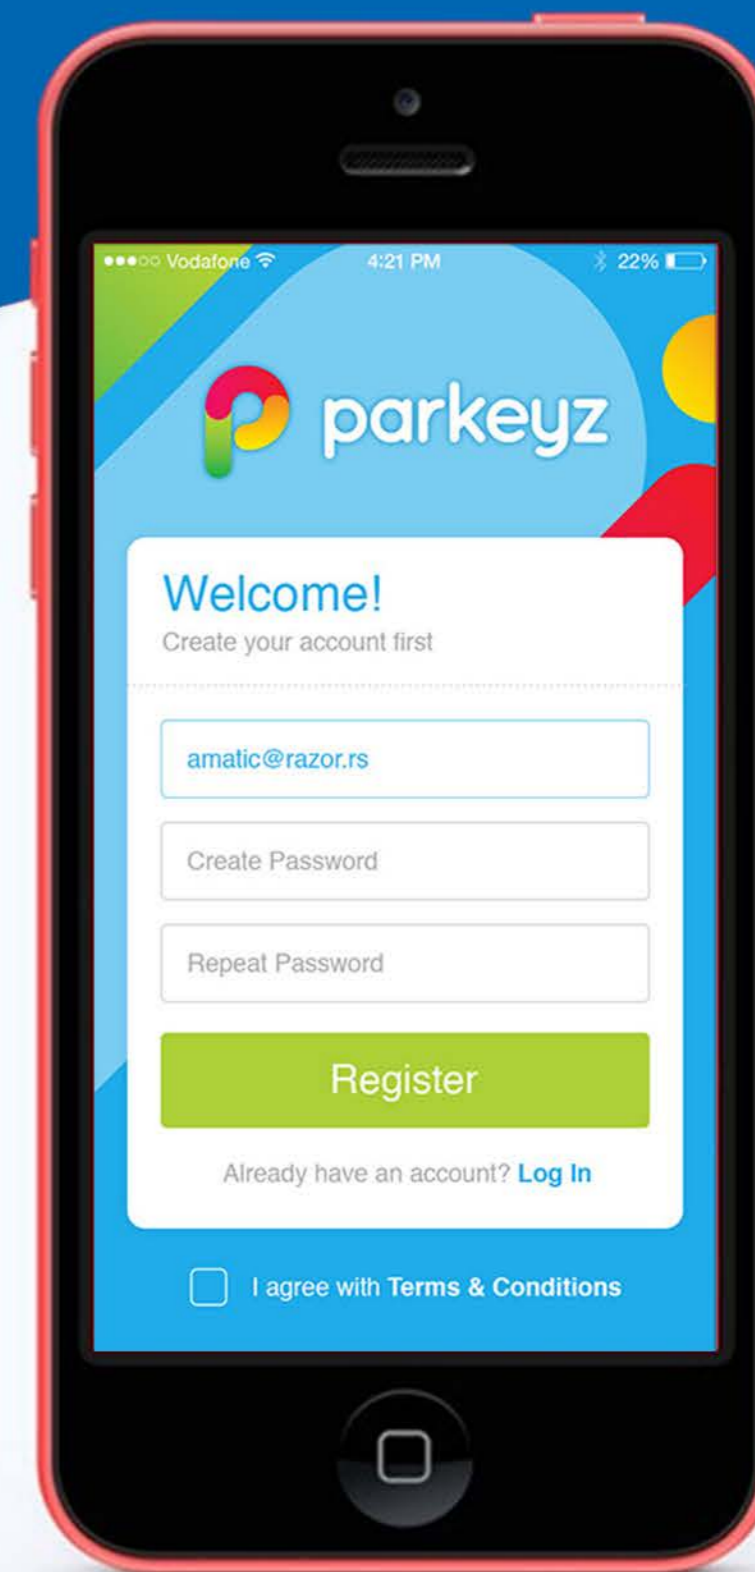 Vodafone 4:21 PM 22%
parkeyz
Welcome!
Create your account first
amatic@razor.rs
Create Password
Repeat Password
Register
Already have an account? Log In
I agree with Terms & Conditions